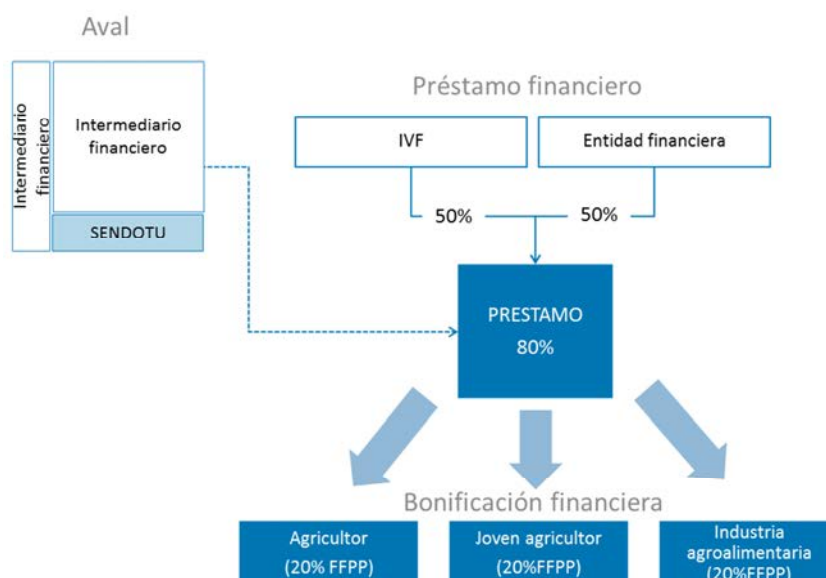 Aval
Intermediario financiero
Intermediario
financiero
SENDOTU
Préstamo financiero
IVF
Entidad financiera
50%
50%
PRESTAMO
80%
Bonificación financiera
Agricultor
(20% FFPP)
Joven agricultor
(20%FFPP)
Industria
agroalimentaria
(20%FFPP)